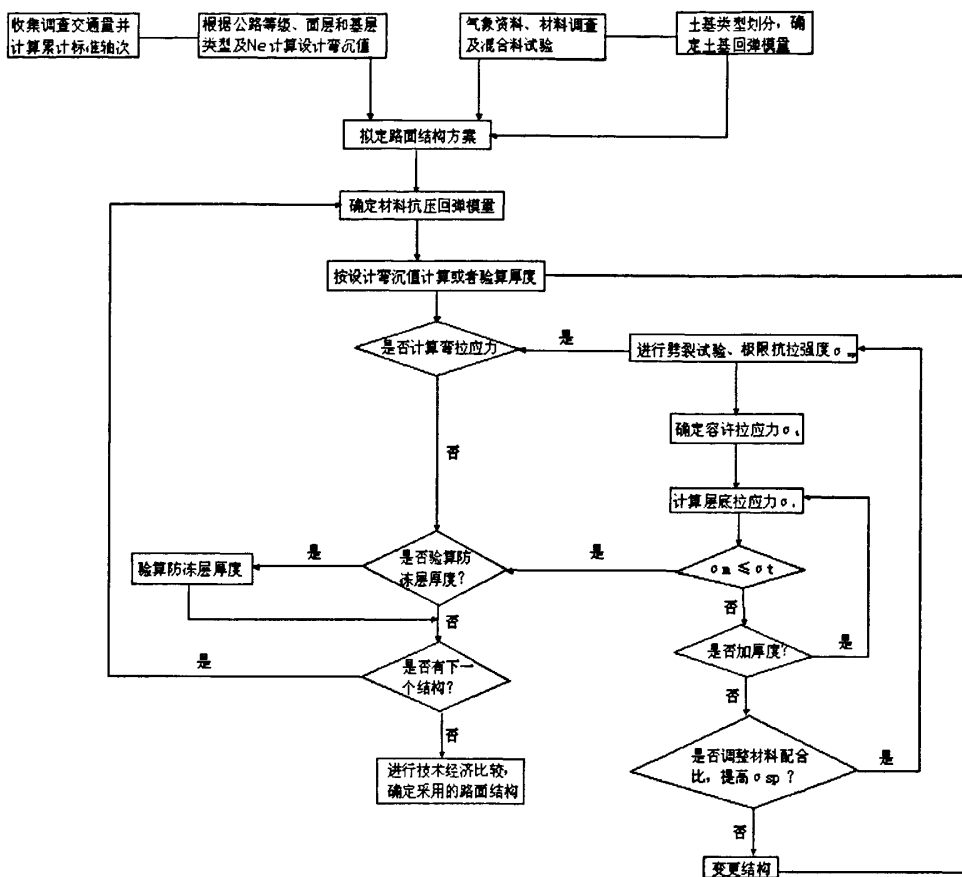 收集调查交通量并
计算累计标准轴次
根据公路等级、面层和基层
类型及Ne计算设计弯沉值
气象资料、材料调查
及混合料试验
土基类型划分，确
定土基回弹模量
拟定路面结构方案
确定材料抗压回弹模量
按设计弯沉值计算或者验算厚度
是否计算弯拉应力
是
进行劈裂试验、极限抗拉强度σ
确定容许拉应力σ
否
计算层底拉应力σ
验算防冻层厚度
是
是否验算防
冻层厚度？
是
σm≤σt
否
否
是否加厚度？
是
是
是否有下一
个结构？
否
否
进行技术经济比较，
确定采用的路面结构
是否调整材料配合
比，提高σsp？
是
否
变更结构